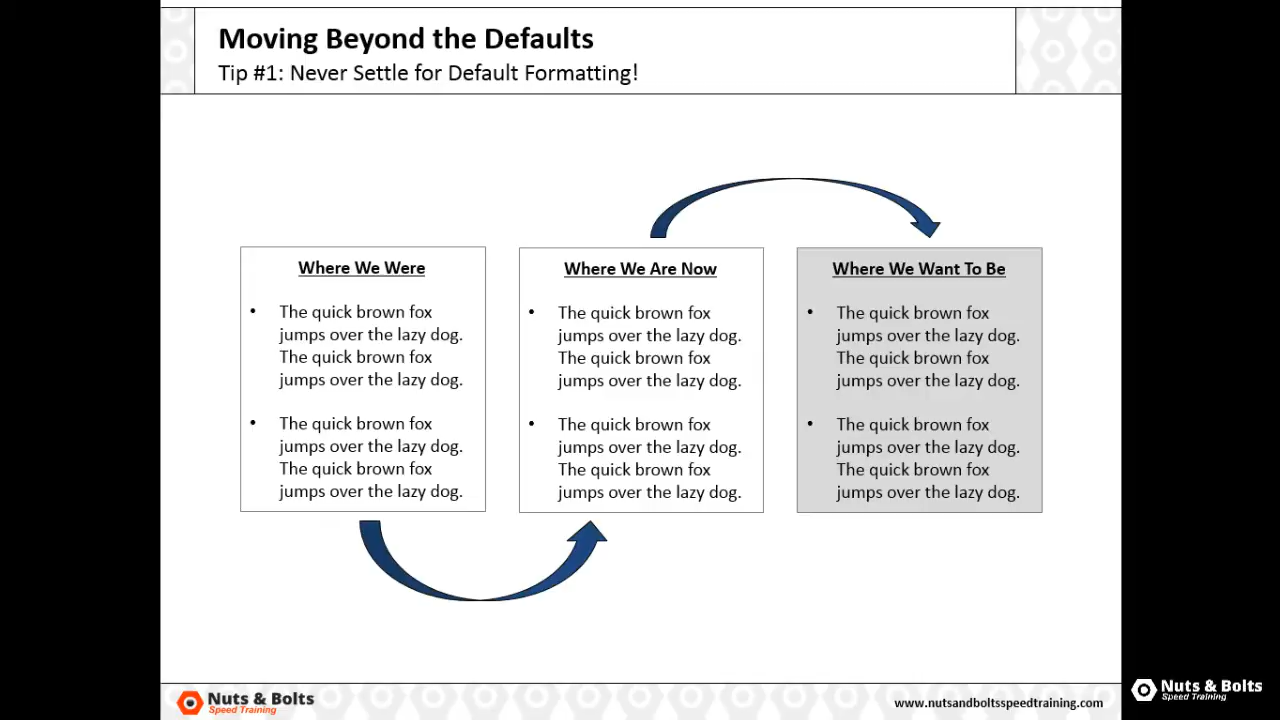 Moving Beyond the Defaults
Tip #1: Never Settle for Default Formatting!
Where We Were
• The quick brown fox
jumps over the lazy dog.
The quick brown fox
jumps over the lazy dog.
• The quick brown fox
jumps over the lazy dog.
The quick brown fox
jumps over the lazy dog.
Where We Are Now
• The quick brown fox
jumps over the lazy dog.
The quick brown fox
jumps over the lazy dog.
• The quick brown fox
jumps over the lazy dog.
The quick brown fox
jumps over the lazy dog.
Where We Want To Be
• The quick brown fox
jumps over the lazy dog.
The quick brown fox
jumps over the lazy dog.
• The quick brown fox
jumps over the lazy dog.
The quick brown fox
jumps over the lazy dog.
Nuts & Bolts
Speed Training
www.nutsandboltsspeedtraining.com
Nuts & Bolts
Speed Training